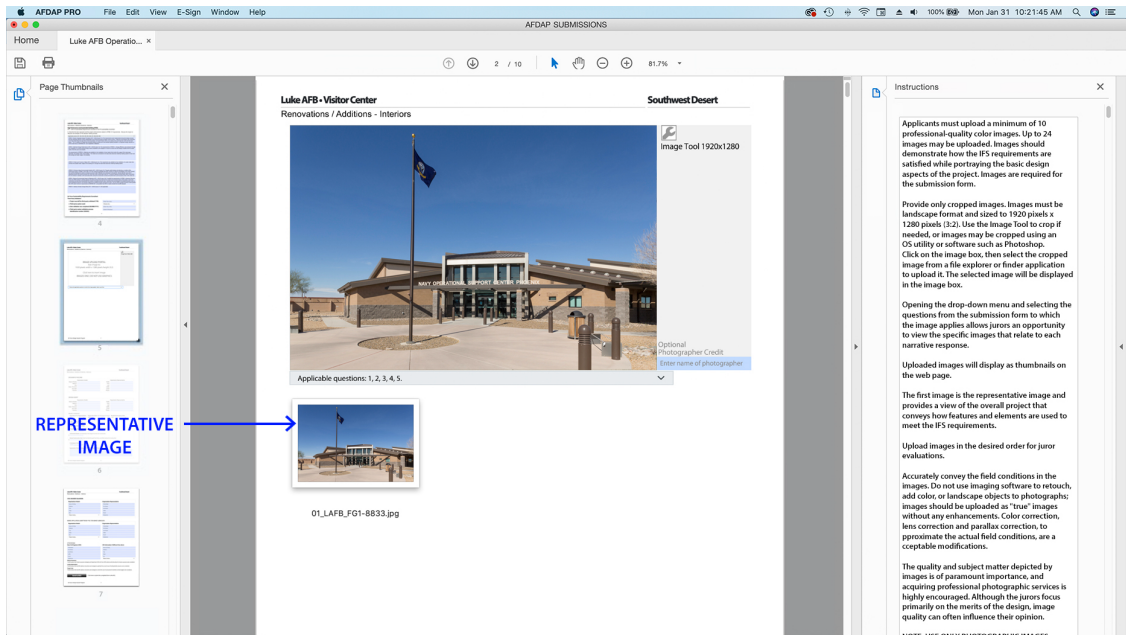 AFDAP PRO File Edit View E-Sign Window Help
100% Mon Jan 31 10:21:45 AM
AFDAP SUBMISSIONS
Home Luke AFB Operatio... ×
2 / 10 81.7%
Page Thumbnails
4
5
6
7
REPRESENTATIVE
IMAGE
Luke AFB • Visitor Center Southwest Desert
Renovations / Additions - Interiors
Image Tool 1920x1280
NAVY OPERATIONAL SUPPORT CENTER PHOENIX
Optional
Photographer Credit
Enter name of photographer
Applicable questions: 1, 2, 3, 4, 5.
01_LAFB_FG1-8833.jpg
Instructions
Applicants must upload a minimum of 10
professional-quality color images. Up to 24
images may be uploaded. Images should
demonstrate how the IFS requirements are
satisfied while portraying the basic design
aspects of the project. Images are required for
the submission form.
Provide only cropped images. Images must be
landscape format and sized to 1920 pixels x
1280 pixels (3:2). Use the Image Tool to crop if
needed, or images may be cropped using an
OS utility or software such as Photoshop.
Click on the image box, then select the cropped
image from a file explorer or finder application
to upload it. The selected image will be displayed
in the image box.
Opening the drop-down menu and selecting the
questions from the submission form to which
the image applies allows jurors an opportunity
to view the specific images that relate to each
narrative response.
Uploaded images will display as thumbnails on
the web page.
The first image is the representative image and
provides a view of the overall project that
conveys how features and elements are used to
meet the IFS requirements.
Upload images in the desired order for juror
evaluations.
Accurately convey the field conditions in the
images. Do not use imaging software to retouch,
add color, or landscape objects to photographs;
images should be uploaded as "true" images
without any enhancements. Color correction,
lens correction and parallax correction, to
pproximate the actual field conditions, are a
cceptable modifications.
The quality and subject matter depicted by
images is of paramount importance, and
acquiring professional photographic services is
highly encouraged. Although the jurors focus
primarily on the merits of the design, image
quality can often influence their opinion.
NOTE: USE ONLY PHOTOGRAPHIC IMAGES